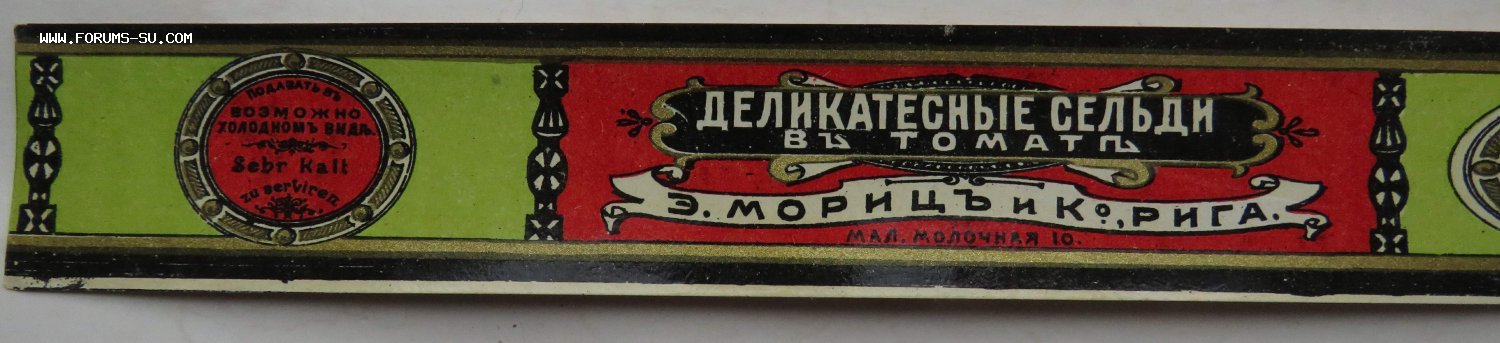 WWW.FORUMS-SU.COM
ПОДАВАТЬ ВЪ
ВОЗМОЖНО
ХОЛОДНОМЪ ВИДѢ.
Sehr Kalt
zu serviren
ДЕЛИКАТЕСНЫЕ СЕЛЬДИ
ВЪ ТОМАТѢ
Э. МОРИЦЪ и Ко., РИГА.
МАЛ. МОЛОЧНАЯ 10.